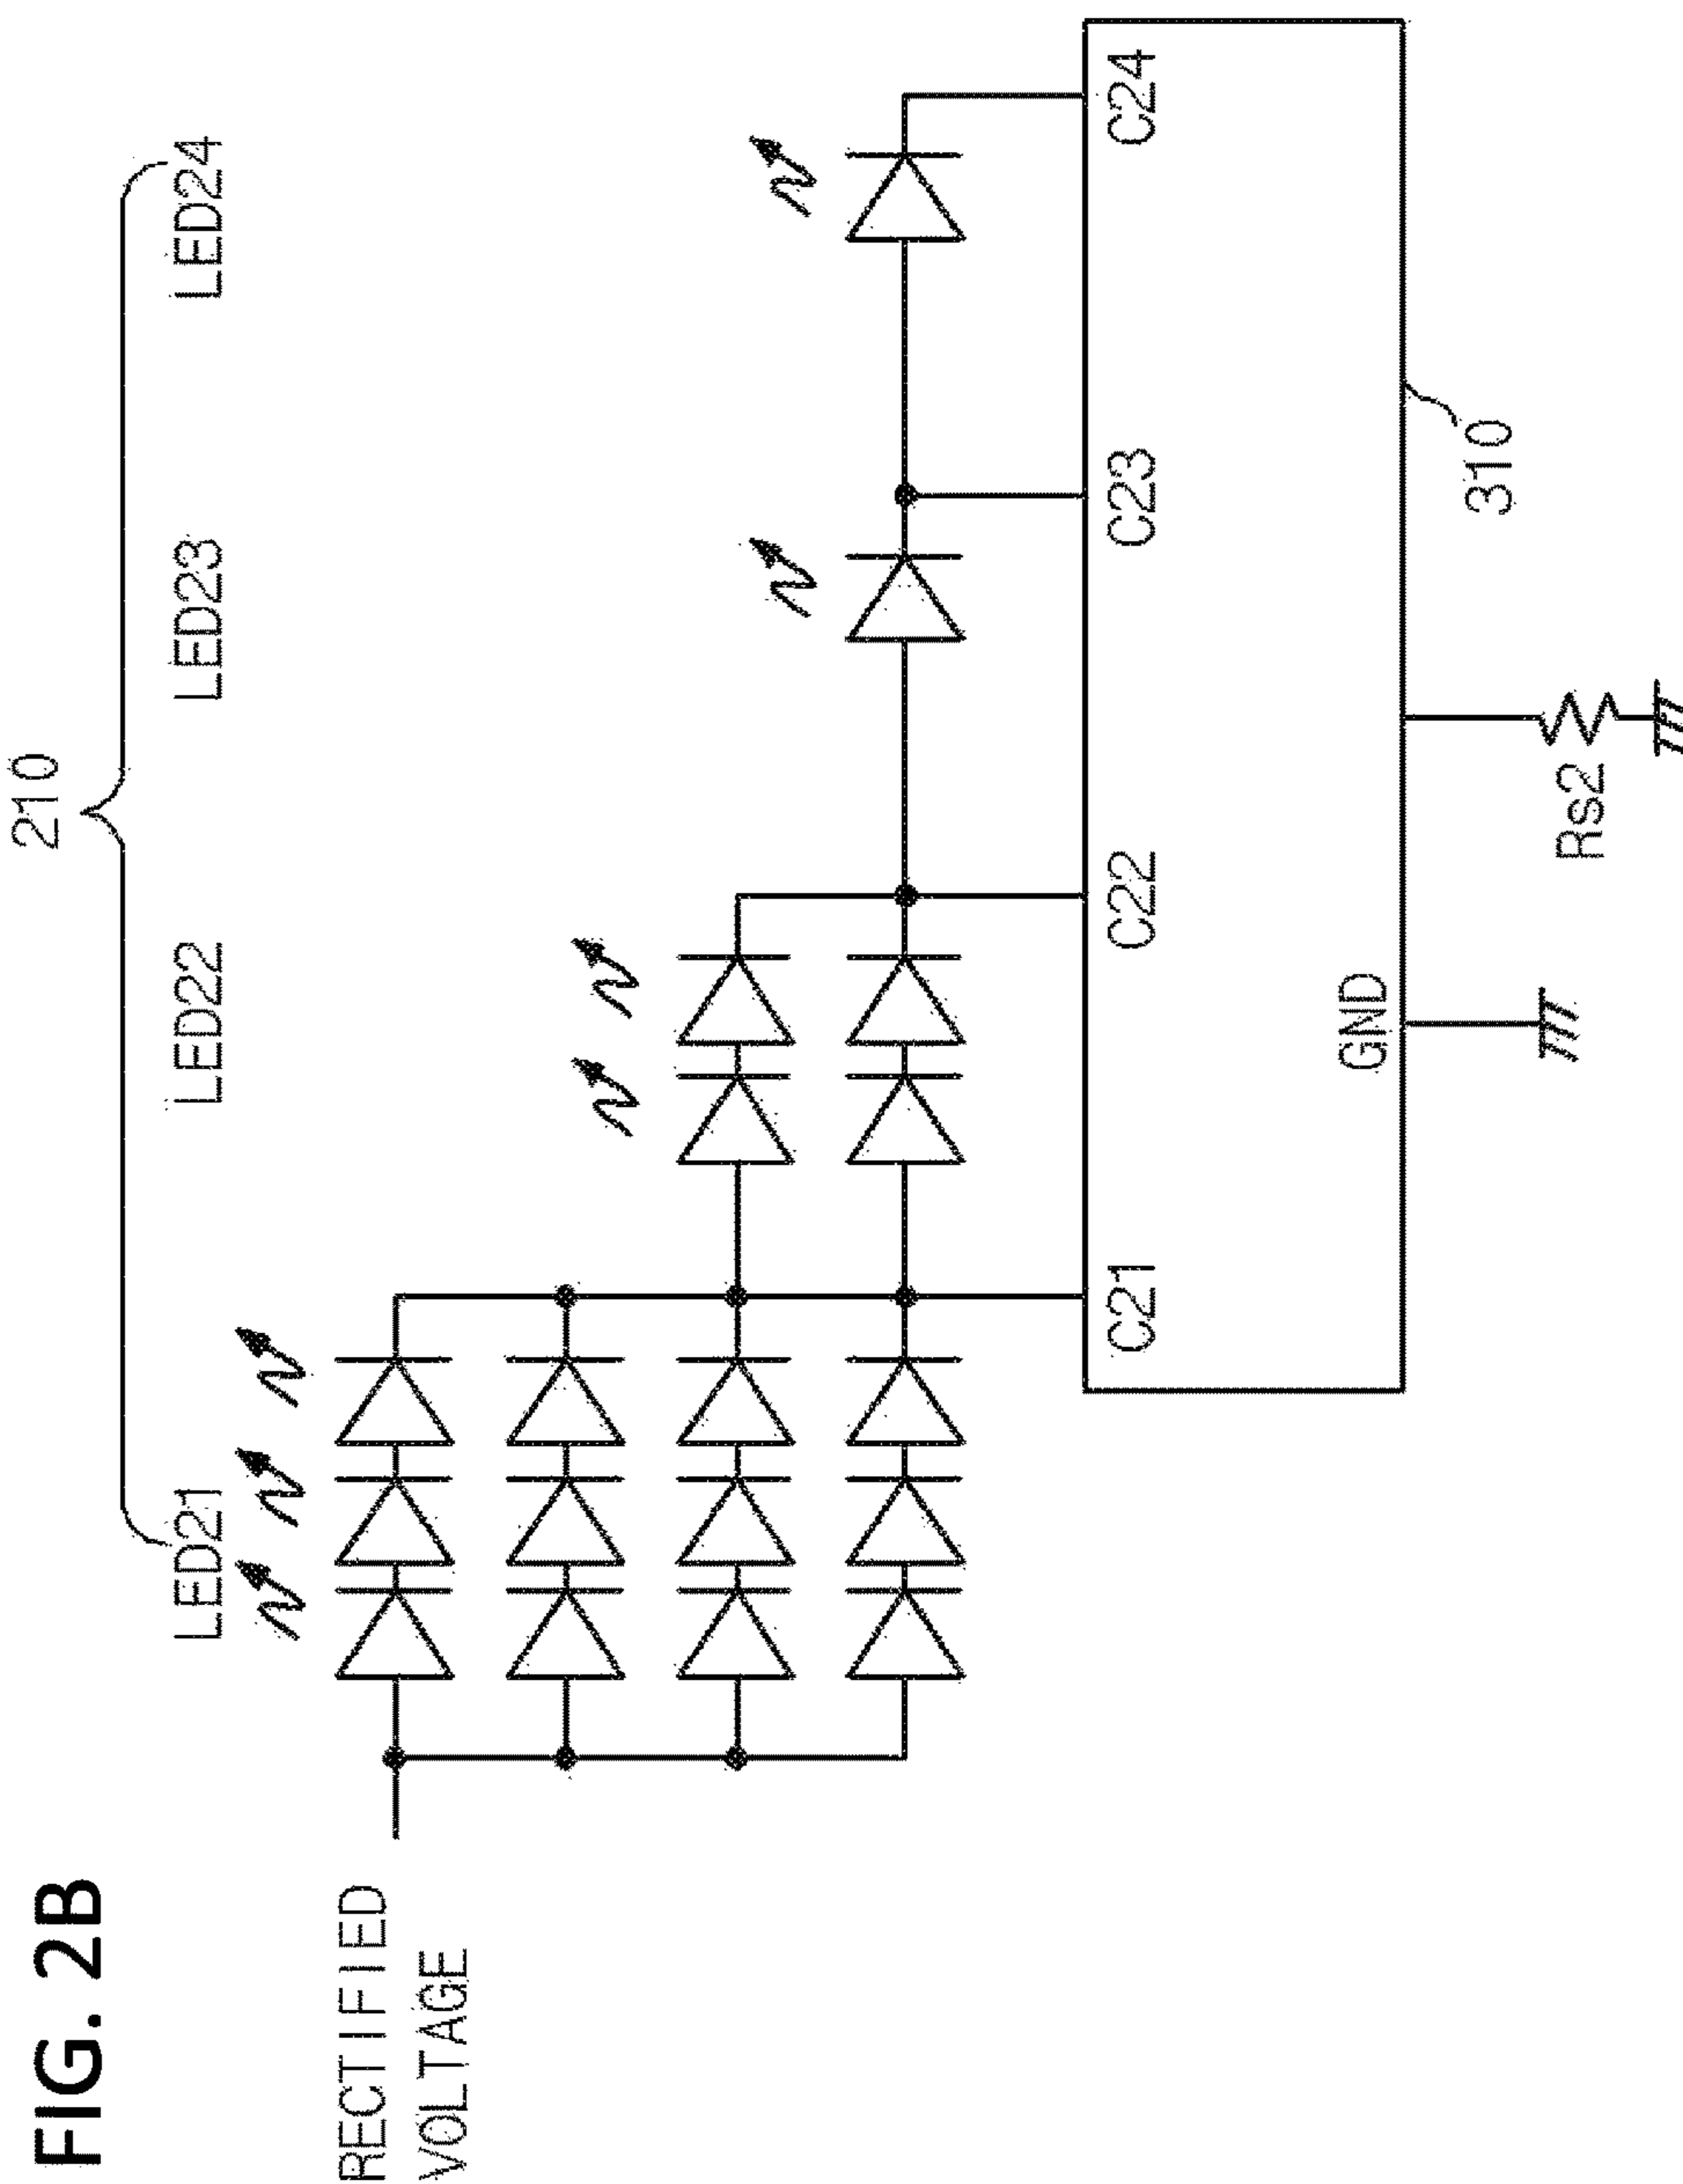 FIG. 2B
210
LED21 LED22 LED23 LED24
RECTIFIED
VOLTAGE
C21 C22 C23 C24
GND
310
Rs2